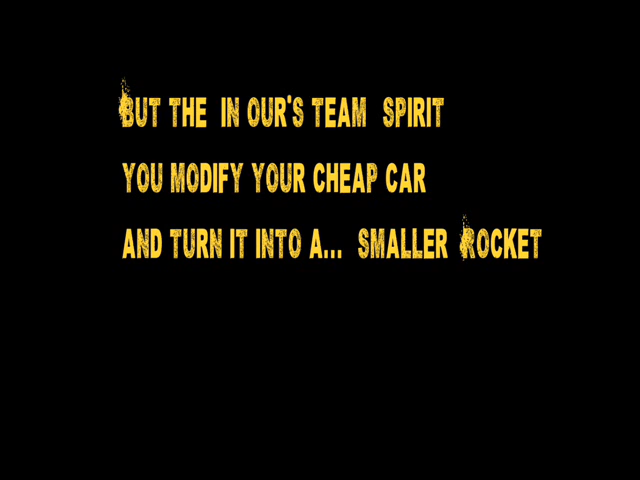 BUT THE IN OUR'S TEAM SPIRIT
YOU MODIFY YOUR CHEAP CAR
AND TURN IT INTO A... SMALLER ROCKET